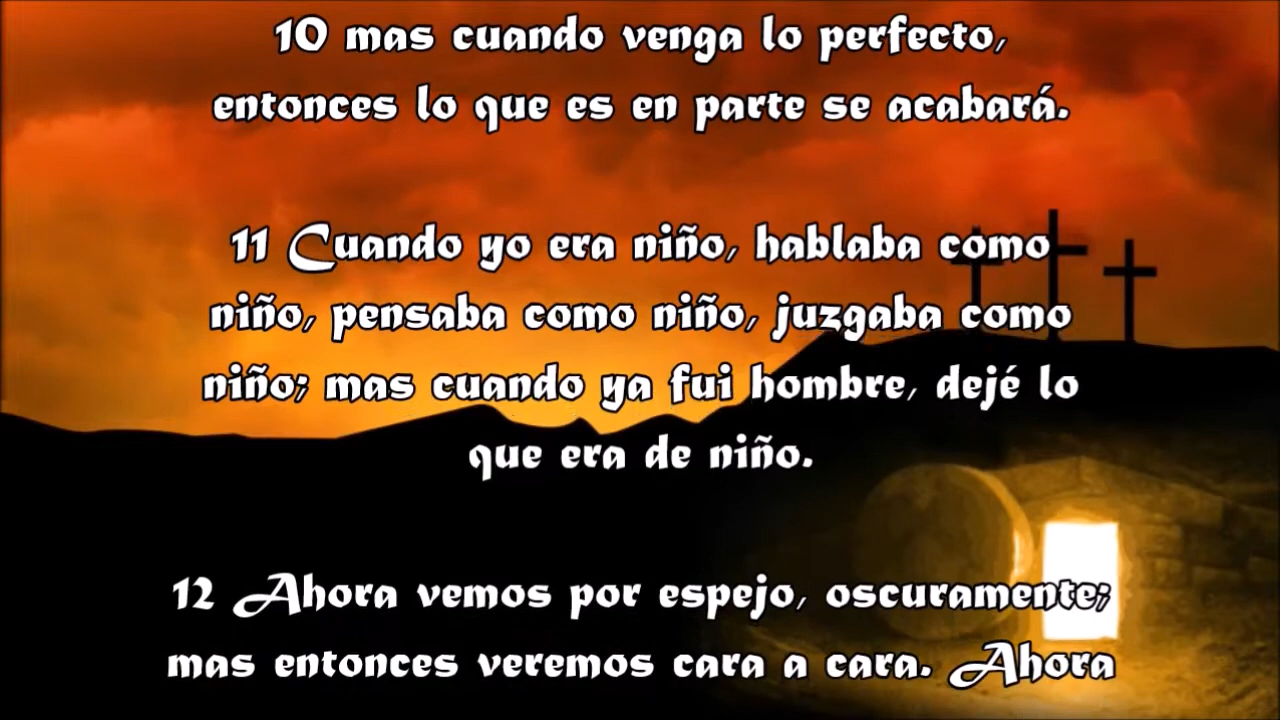 10 mas cuando venga lo perfecto,
entonces lo que es en parte se acabará.
11 Cuando yo era niño, hablaba como
niño, pensaba como niño, juzgaba como
niño; mas cuando ya fui hombre, dejé lo
que era de niño.
12 Ahora vemos por espejo, oscuramente;
mas entonces veremos cara a cara. Ahora